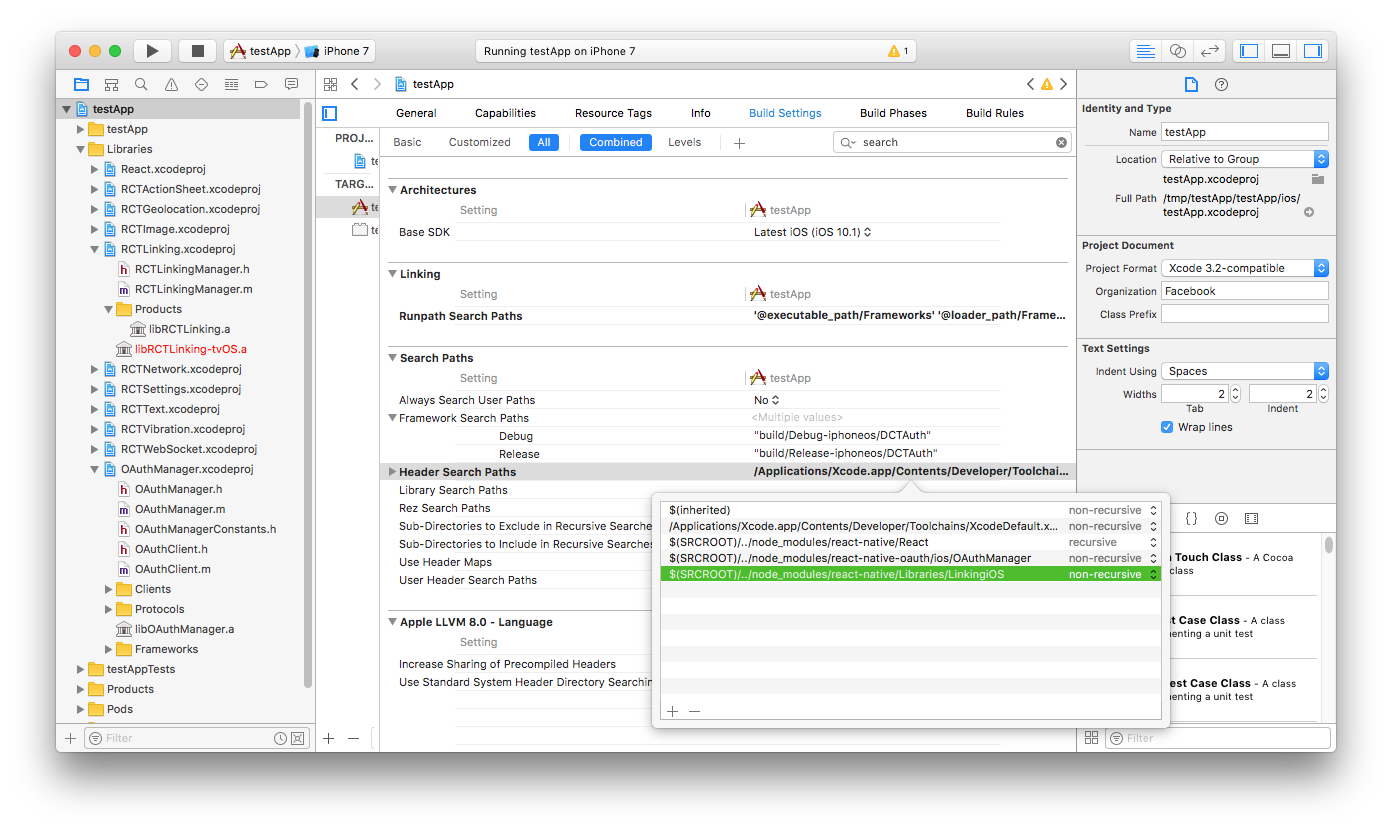 testApp
iPhone 7
Running testApp on iPhone 7
1
testApp
testApp
Libraries
React.xcodeproj
RCTActionSheet.xcodeproj
RCTGeolocation.xcodeproj
RCTImage.xcodeproj
RCTLinking.xcodeproj
h RCTLinkingManager.h
m RCTLinkingManager.m
Products
libRCTLinking.a
libRCTLinking-tvOS.a
RCTNetwork.xcodeproj
RCTSettings.xcodeproj
RCTText.xcodeproj
RCTVibration.xcodeproj
RCTWebSocket.xcodeproj
OAuthManager.xcodeproj
h OAuthManager.h
m OAuthManager.m
h OAuthManagerConstants.h
h OAuthClient.h
m OAuthClient.m
Clients
Protocols
libOAuthManager.a
Frameworks
testAppTests
Products
Pods
Filter
testApp
General Capabilities Resource Tags Info Build Settings Build Phases Build Rules
PROJ...
te
TARG...
te
te
Basic Customized All Combined Levels + search
Architectures
Setting testApp
Base SDK Latest iOS (iOS 10.1)
Linking
Setting testApp
Runpath Search Paths '@executable_path/Frameworks' '@loader_path/Frame...
Search Paths
Setting testApp
Always Search User Paths No
Framework Search Paths <Multiple values>
Debug "build/Debug-iphoneos/DCTAuth"
Release "build/Release-iphoneos/DCTAuth"
Header Search Paths /Applications/Xcode.app/Contents/Developer/Toolchai...
Library Search Paths
Rez Search Paths
Sub-Directories to Exclude in Recursive Searches
Sub-Directories to Include in Recursive Searches
Use Header Maps
User Header Search Paths
Apple LLVM 8.0 - Language
Setting
Increase Sharing of Precompiled Headers
Use Standard System Header Directory Searchin
$(inherited) non-recursive
/Applications/Xcode.app/Contents/Developer/Toolchains/XcodeDefault.x... non-recursive
$(SRCROOT)/../node_modules/react-native/React recursive
$(SRCROOT)/../node_modules/react-native-oauth/ios/OAuthManager non-recursive
$(SRCROOT)/../node_modules/react-native/Libraries/LinkingiOS non-recursive
Identity and Type
Name testApp
Location Relative to Group
testApp.xcodeproj
Full Path /tmp/testApp/testApp/ios/
testApp.xcodeproj
Project Document
Project Format Xcode 3.2-compatible
Organization Facebook
Class Prefix
Text Settings
Indent Using Spaces
Widths 2 2
Tab Indent
Wrap lines
{}
Touch Class - A Cocoa
class
t Case Class - A class
menting a unit test
est Case Class - A class
menting a unit test
Filter